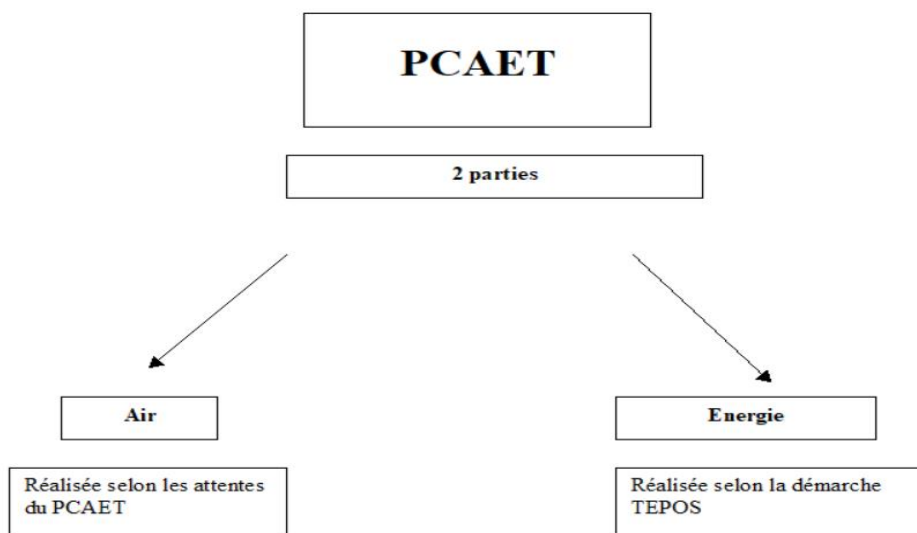 PCAET
2 parties
Air
Energie
Réalisée selon les attentes
du PCAET
Réalisée selon la démarche
TEPOS